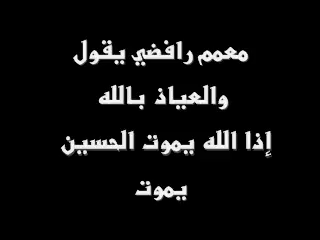 معمم رافضي يقول
والعياذ بالله
إذا الله يموت الحسين
يموت